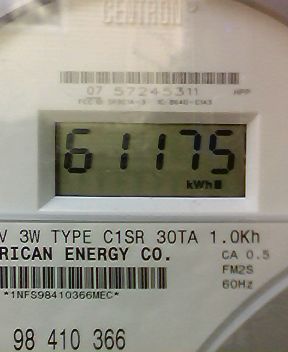 CENTRON
07 57245311 APP
61175
kWh
V 3W TYPE C1SR 30TA 1.0Kh
RICAN ENERGY CO. CA 0.5
FM2S
*1NFS98410366MEC* 60Hz
98 410 366